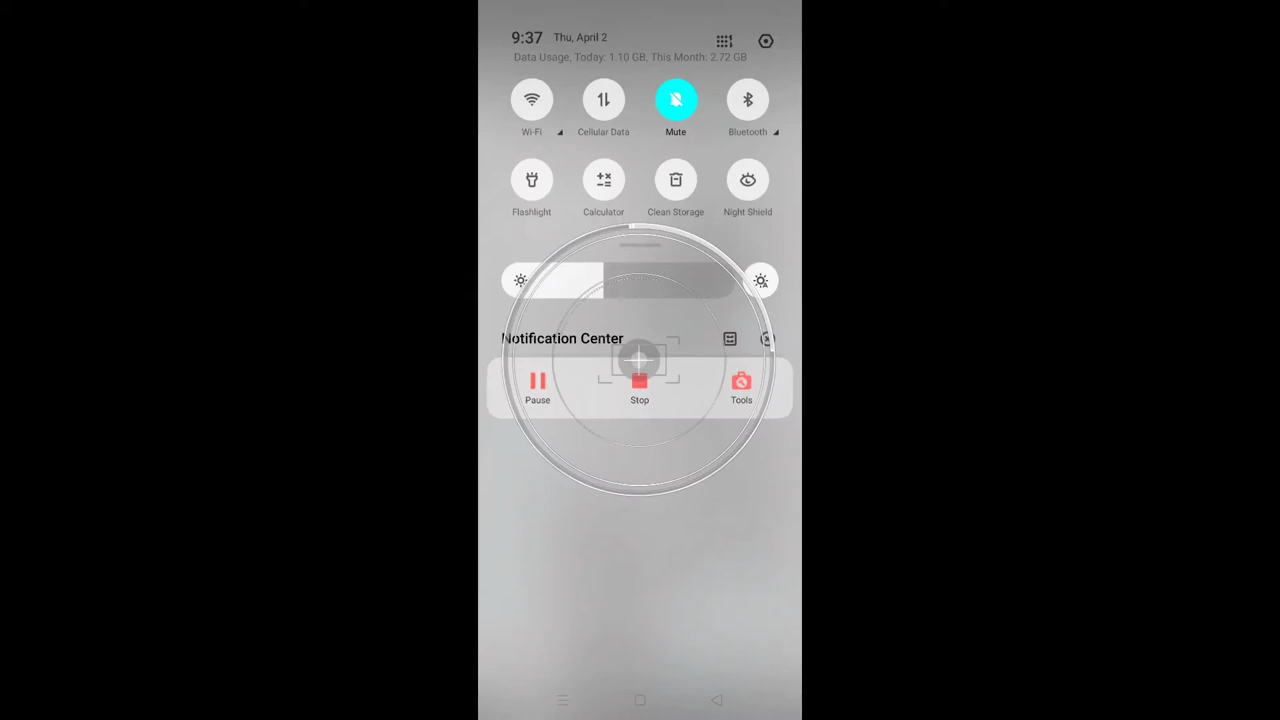 9:37 Thu, April 2
Data Usage, Today: 1.10 GB, This Month: 2.72 GB
Wi-Fi Cellular Data Mute Bluetooth
Flashlight Calculator Clean Storage Night Shield
Notification Center
Pause Stop Tools